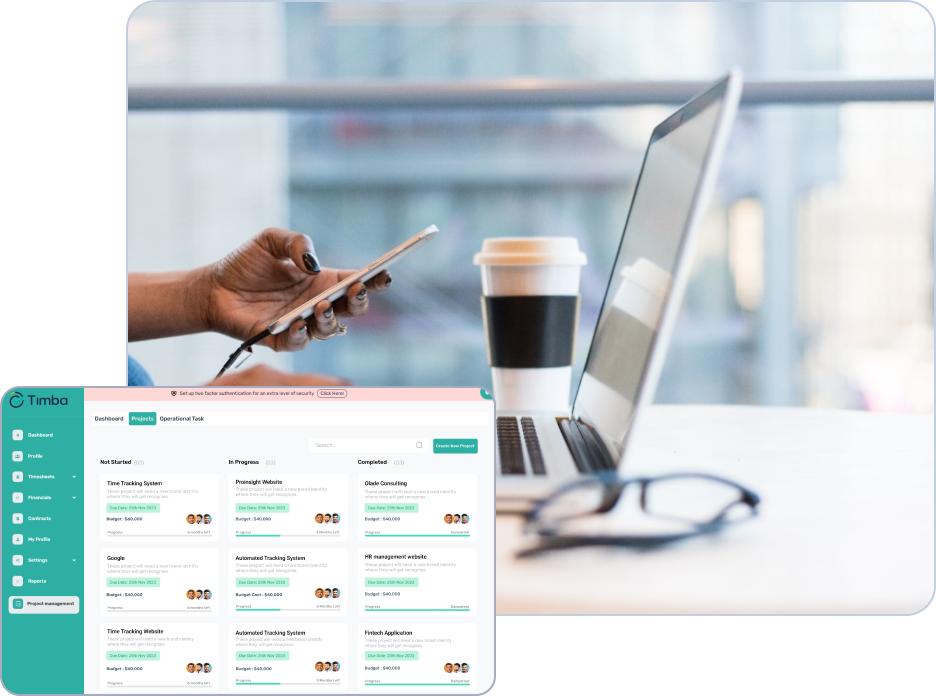 Timba
Set up two factor authentication for an extra level of security
Click Here!
Dashboard
Projects
Operational Task
Dashboard
Profile
Timesheets
Financials
Contracts
My Profile
Settings
Reports
Project management
Search...
Create New Project
Not Started (03)
Time Tracking System
These project will need a new brand identity
where they will get recognise.
Due Date: 25th Nov 2023
Budget : $60,000
Progress
6 months left
Google
These project will need a new brand identity
where they will get recognise.
Due Date: 25th Nov 2023
Budget : $40,000
Progress
6 months left
Time Tracking Website
These project will need a new brand identity
where they will get recognise.
Due Date: 25th Nov 2023
Budget : $40,000
Progress
6 months left
In Progress (03)
Proinsight Website
These project will need a new brand identity
where they will get recognise.
Due Date: 25th Nov 2023
Budget : $40,000
Progress
3 Months Left
Automated Tracking System
These project will need a new brand identity
where they will get recognise.
Due Date: 25th Nov 2023
Budget Cost : $40,000
Progress
3 Months Left
Automated Tracking System
These project will need a new brand identity
where they will get recognise.
Due Date: 25th Nov 2023
Budget : $40,000
Progress
3 Months Left
Completed (03)
Olade Consulting
These project will need a new brand identity
where they will get recognise.
Due Date: 25th Nov 2023
Budget : $40,000
Progress
Completed
HR management website
These project will need a new brand identity
where they will get recognise.
Due Date: 25th Nov 2023
Budget : $40,000
Progress
Completed
Fintech Application
These project will need a new brand identity
where they will get recognise.
Due Date: 25th Nov 2023
Budget : $40,000
Progress
Completed